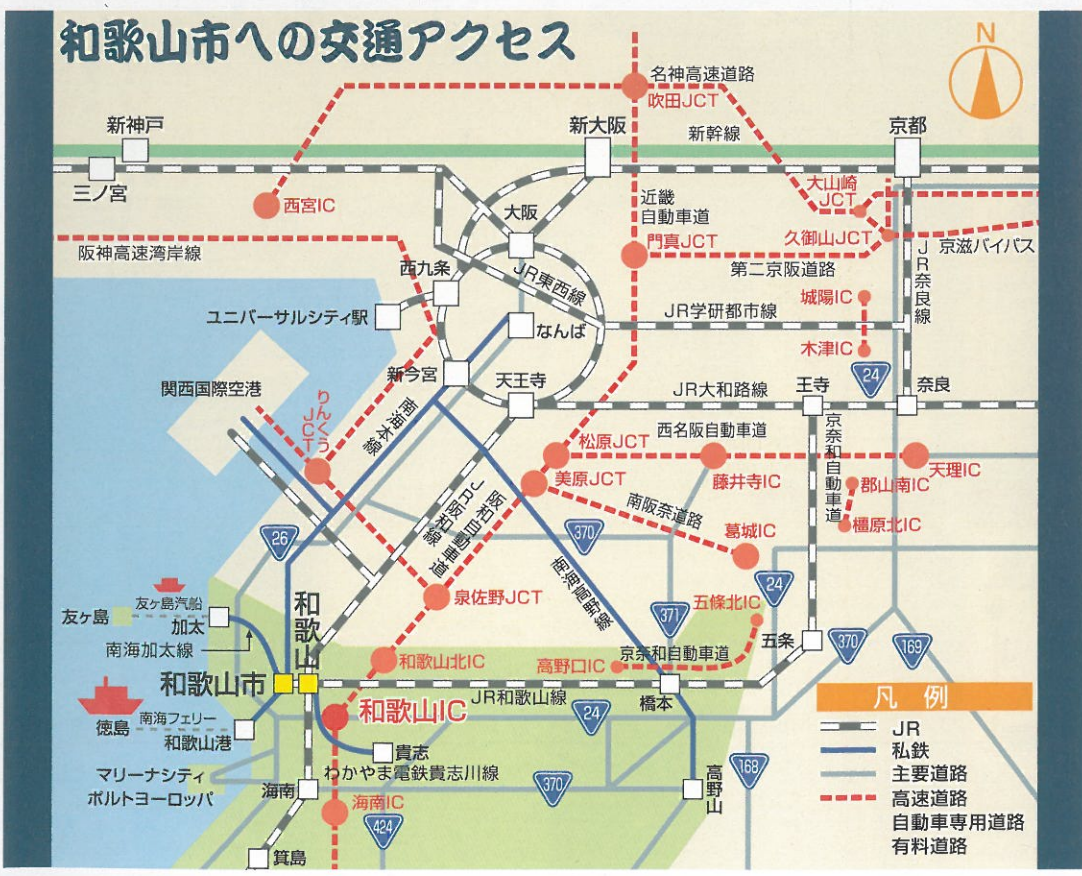 和歌山市への交通アクセス
N
名神高速道路
吹田JCT
新神戸
新大阪
新幹線
京都
三ノ宮
西宮IC
大阪
近畿
自動車道
大山崎
JCT
門真JCT
久御山JCT
京滋バイパス
阪神高速湾岸線
西九条
JR東西線
第二京阪道路
JR奈良線
城陽IC
ユニバーサルシティ駅
なんば
JR学研都市線
木津IC
24
新今宮
天王寺
JR大和路線
王寺
奈良
関西国際空港
りんくう
JCT
南海本線
松原JCT
西名阪自動車道
京奈和自動車道
美原JCT
藤井寺IC
天理IC
郡山南IC
橿原北IC
阪和自動車道
JR阪和線
南阪奈道路
葛城IC
26
370
南海高野線
24
泉佐野JCT
371
五條北IC
友ヶ島
友ヶ島汽船
加太
和歌山
五条
370
169
南海加太線
和歌山北IC
高野口IC
京奈和自動車道
和歌山市
JR和歌山線
橋本
徳島
南海フェリー
和歌山港
和歌山IC
24
貴志
わかやま電鉄貴志川線
168
マリーナシティ
ポルトヨーロッパ
海南
海南IC
370
高野山
424
箕島
凡例
JR
私鉄
主要道路
高速道路
自動車専用道路
有料道路